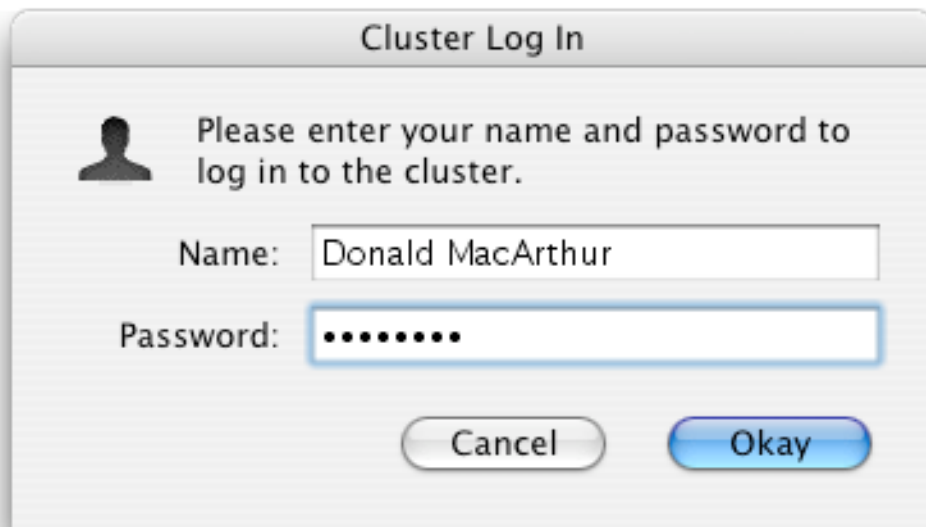 Cluster Log In
Please enter your name and password to
log in to the cluster.
Name: Donald MacArthur
Password: ••••••••
Cancel Okay